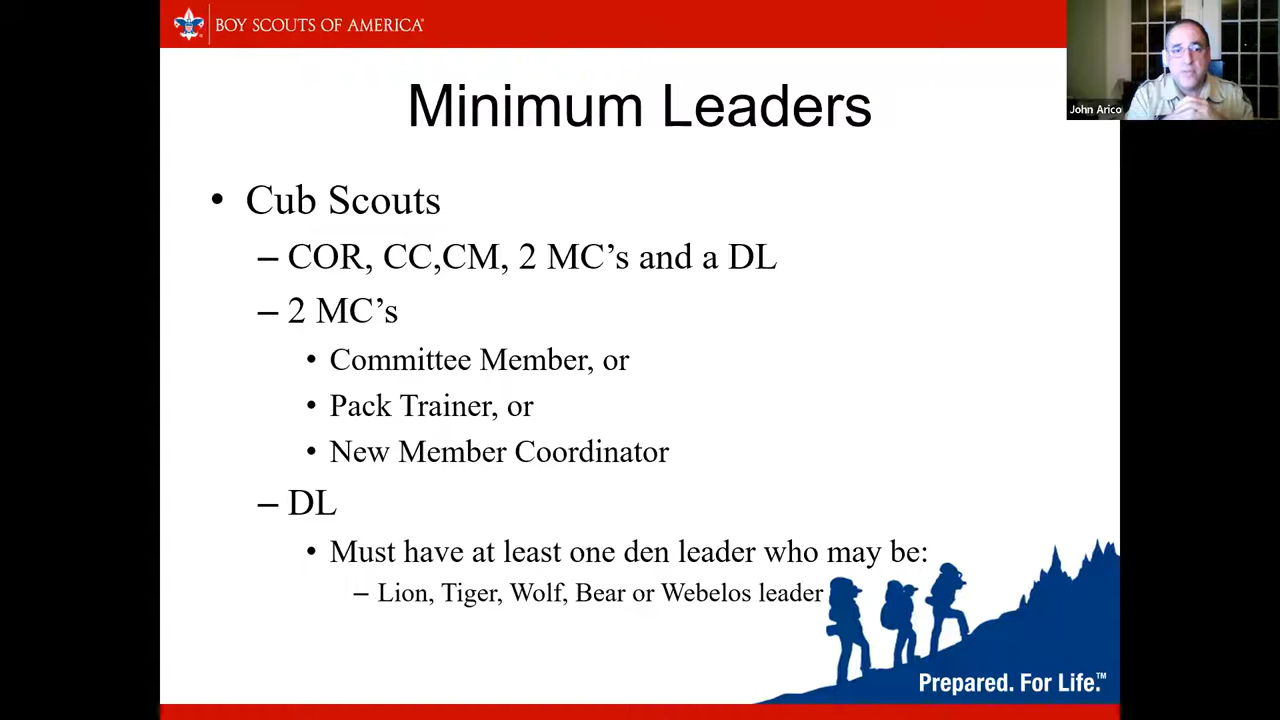 BOY SCOUTS OF AMERICA®
John Arico
Minimum Leaders
• Cub Scouts
– COR, CC,CM, 2 MC’s and a DL
– 2 MC’s
• Committee Member, or
• Pack Trainer, or
• New Member Coordinator
– DL
• Must have at least one den leader who may be:
– Lion, Tiger, Wolf, Bear or Webelos leader
Prepared. For Life.™